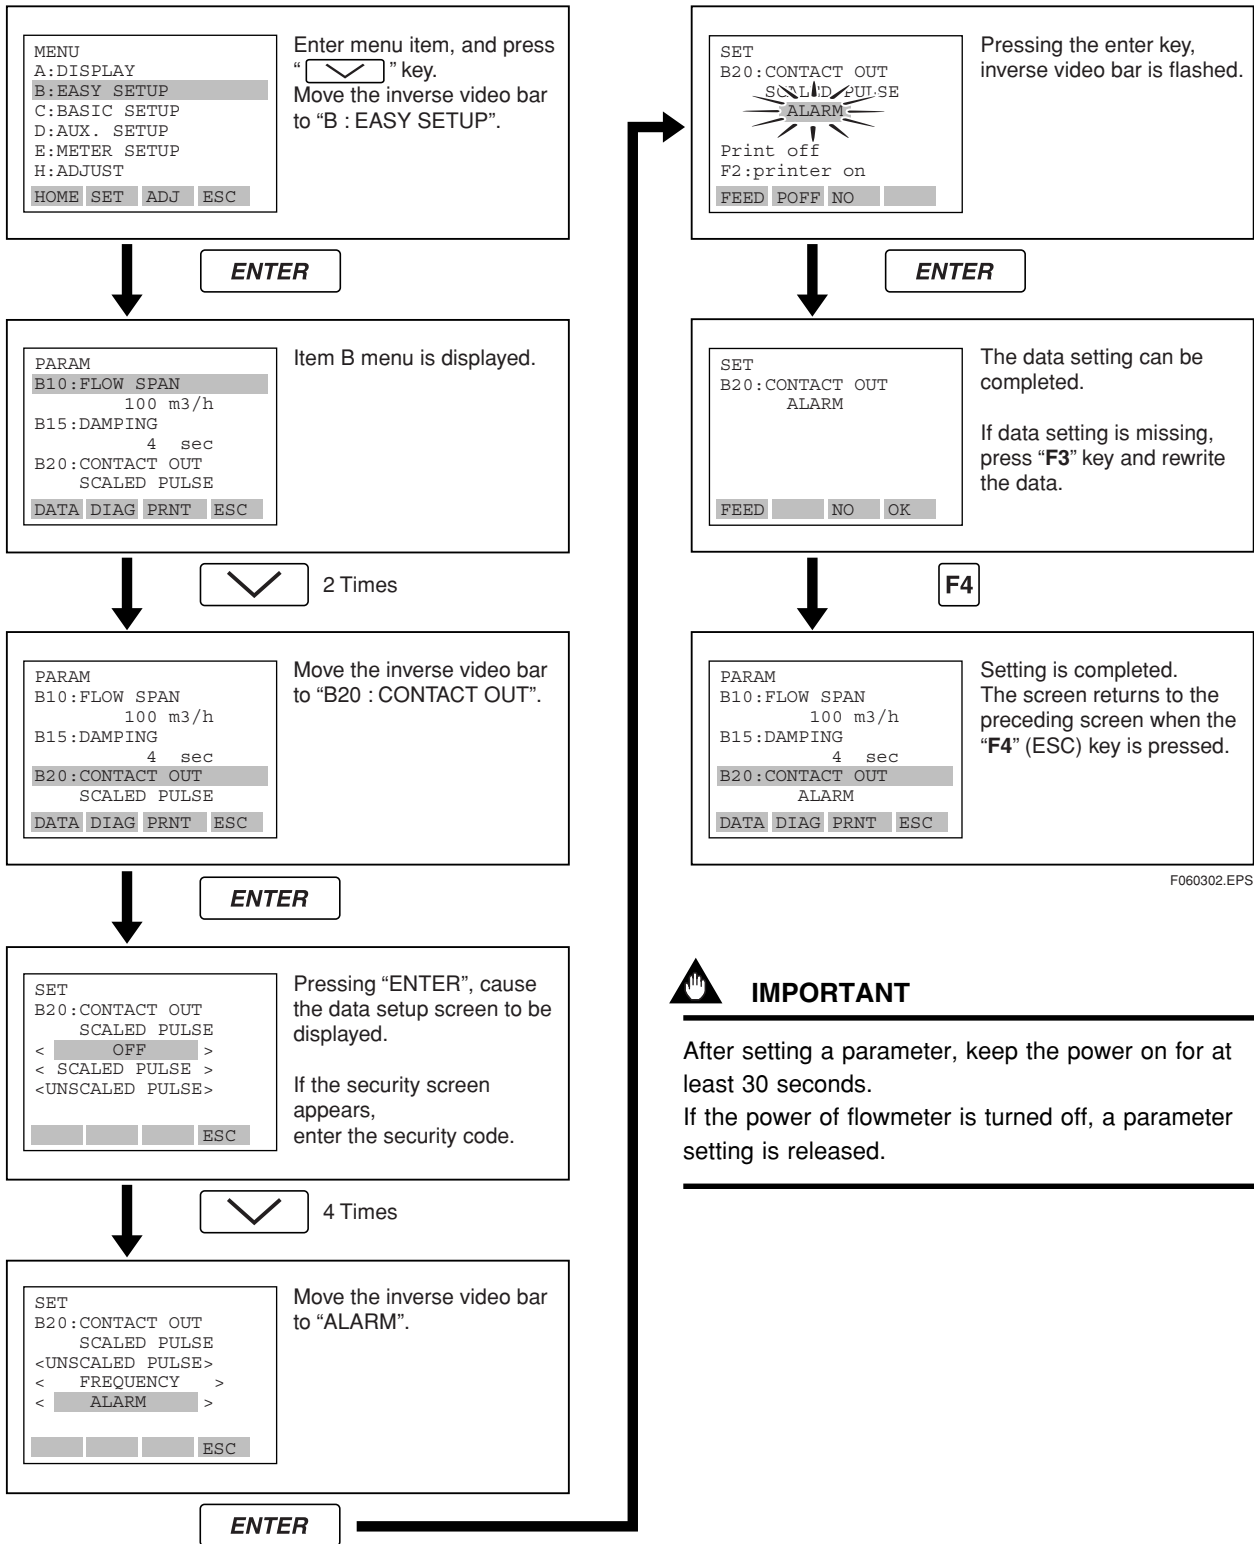 MENU
A:DISPLAY
B:EASY SETUP
C:BASIC SETUP
D:AUX. SETUP
E:METER SETUP
H:ADJUST
HOME SET ADJ ESC
Enter menu item, and press
“ ” key.
Move the inverse video bar
to “B : EASY SETUP”.
ENTER
PARAM
B10:FLOW SPAN
100 m3/h
B15:DAMPING
4 sec
B20:CONTACT OUT
SCALED PULSE
DATA DIAG PRNT ESC
Item B menu is displayed.
2 Times
PARAM
B10:FLOW SPAN
100 m3/h
B15:DAMPING
4 sec
B20:CONTACT OUT
SCALED PULSE
DATA DIAG PRNT ESC
Move the inverse video bar
to “B20 : CONTACT OUT”.
ENTER
SET
B20:CONTACT OUT
SCALED PULSE
< OFF >
< SCALED PULSE >
<UNSCALED PULSE>
ESC
Pressing “ENTER”, cause
the data setup screen to be
displayed.
If the security screen
appears,
enter the security code.
4 Times
SET
B20:CONTACT OUT
SCALED PULSE
<UNSCALED PULSE>
< FREQUENCY >
< ALARM >
ESC
Move the inverse video bar
to “ALARM”.
ENTER
SET
B20:CONTACT OUT
SCALED PULSE
ALARM
Print off
F2:printer on
FEED POFF NO
Pressing the enter key,
inverse video bar is flashed.
ENTER
SET
B20:CONTACT OUT
ALARM
FEED NO OK
The data setting can be
completed.
If data setting is missing,
press “F3” key and rewrite
the data.
F4
PARAM
B10:FLOW SPAN
100 m3/h
B15:DAMPING
4 sec
B20:CONTACT OUT
ALARM
DATA DIAG PRNT ESC
Setting is completed.
The screen returns to the
preceding screen when the
“F4” (ESC) key is pressed.
F060302.EPS
IMPORTANT
After setting a parameter, keep the power on for at
least 30 seconds.
If the power of flowmeter is turned off, a parameter
setting is released.